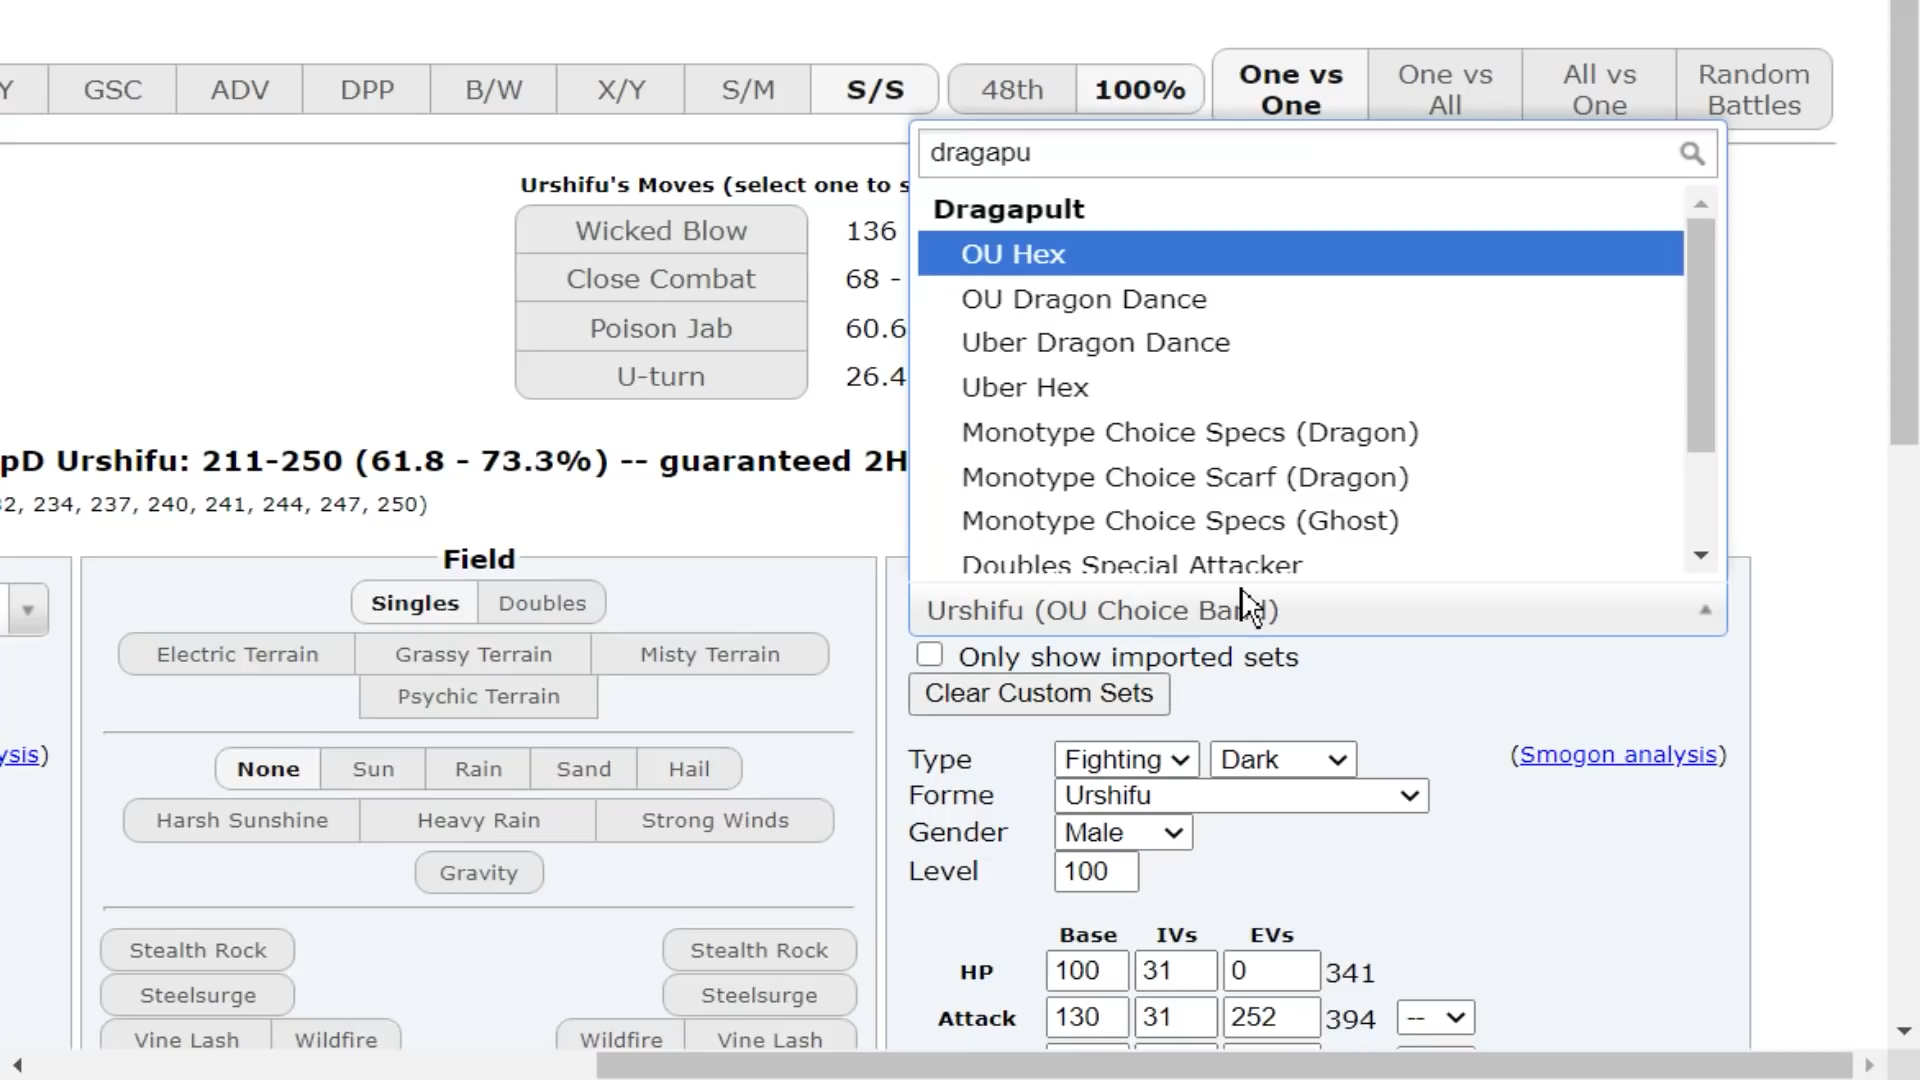 Y GSC ADV DPP B/W X/Y S/M S/S 48th 100% One vs One One vs All All vs One Random Battles
dragapu
Urshifu's Moves (select one to s
Wicked Blow 136
Close Combat 68 -
Poison Jab 60.6
U-turn 26.4
Dragapult
OU Hex
OU Dragon Dance
Uber Dragon Dance
Uber Hex
Monotype Choice Specs (Dragon)
Monotype Choice Scarf (Dragon)
Monotype Choice Specs (Ghost)
Doubles Special Attacker
pD Urshifu: 211-250 (61.8 - 73.3%) -- guaranteed 2H
32, 234, 237, 240, 241, 244, 247, 250)
Field
Singles Doubles
Electric Terrain Grassy Terrain Misty Terrain
Psychic Terrain
ysis)
None Sun Rain Sand Hail
Harsh Sunshine Heavy Rain Strong Winds
Gravity
Stealth Rock Stealth Rock
Steelsurge Steelsurge
Vine Lash Wildfire Wildfire Vine Lash
Urshifu (OU Choice Band)
Only show imported sets
Clear Custom Sets
Type Fighting Dark (Smogon analysis)
Forme Urshifu
Gender Male
Level 100
Base IVs EVs
HP 100 31 0 341
Attack 130 31 252 394 --